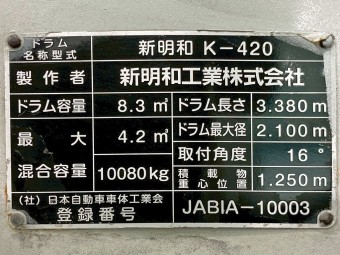 ドラム名称型式 新明和 K-420
製作者 新明和工業株式会社
ドラム容量 8.3 ㎥ ドラム長さ 3.380 m
最大混合容量 4.2 ㎥ ドラム最大径 2.100 m
10080kg 取付角度 16°
積載物重心位置 1.250 m
(社)日本自動車車体工業会
登録番号 JABIA-10003